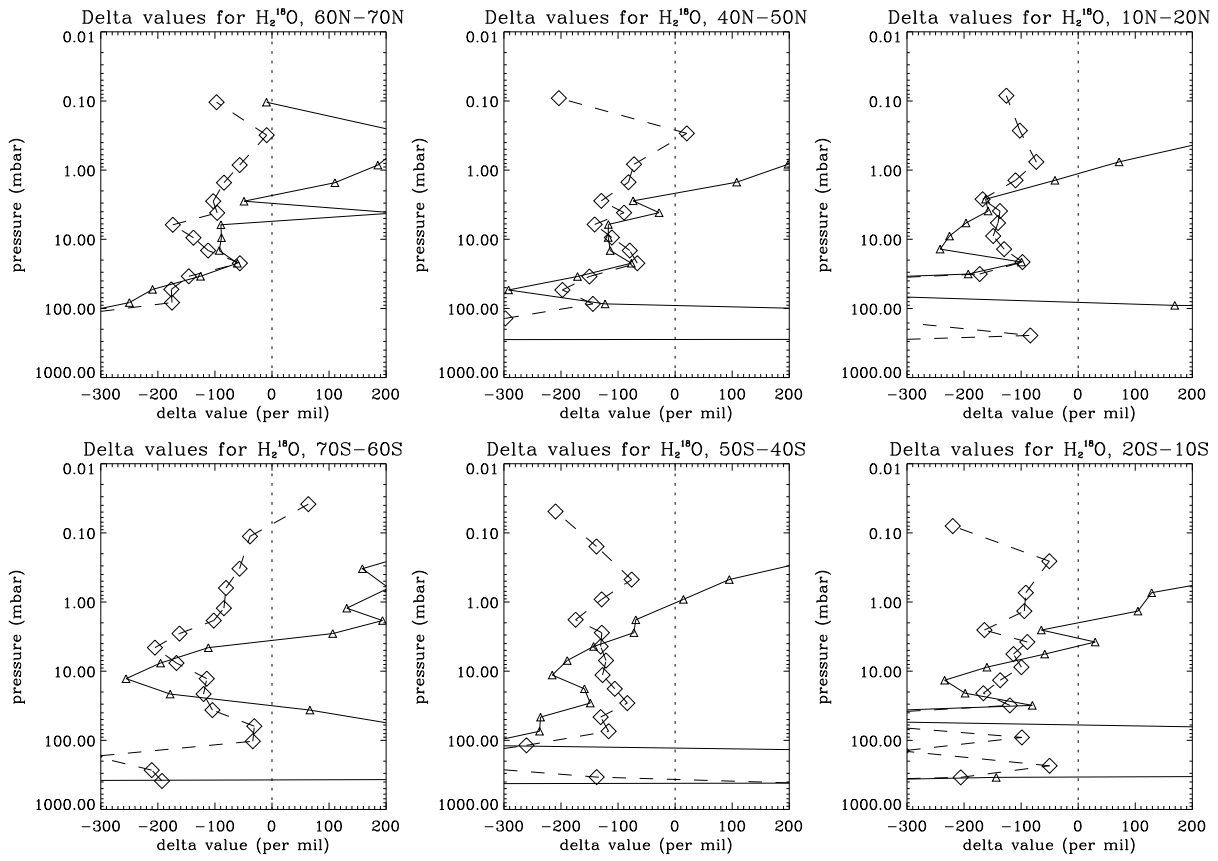 Delta values for H₂¹⁸O, 60N−70N
0.01
0.10
1.00
10.00
100.00
1000.00
pressure (mbar)
−300 −200 −100 0 100 200
delta value (per mil)
Delta values for H₂¹⁸O, 40N−50N
0.01
0.10
1.00
10.00
100.00
1000.00
pressure (mbar)
−300 −200 −100 0 100 200
delta value (per mil)
Delta values for H₂¹⁸O, 10N−20N
0.01
0.10
1.00
10.00
100.00
1000.00
pressure (mbar)
−300 −200 −100 0 100 200
delta value (per mil)
Delta values for H₂¹⁸O, 70S−60S
0.01
0.10
1.00
10.00
100.00
1000.00
pressure (mbar)
−300 −200 −100 0 100 200
delta value (per mil)
Delta values for H₂¹⁸O, 50S−40S
0.01
0.10
1.00
10.00
100.00
1000.00
pressure (mbar)
−300 −200 −100 0 100 200
delta value (per mil)
Delta values for H₂¹⁸O, 20S−10S
0.01
0.10
1.00
10.00
100.00
1000.00
pressure (mbar)
−300 −200 −100 0 100 200
delta value (per mil)